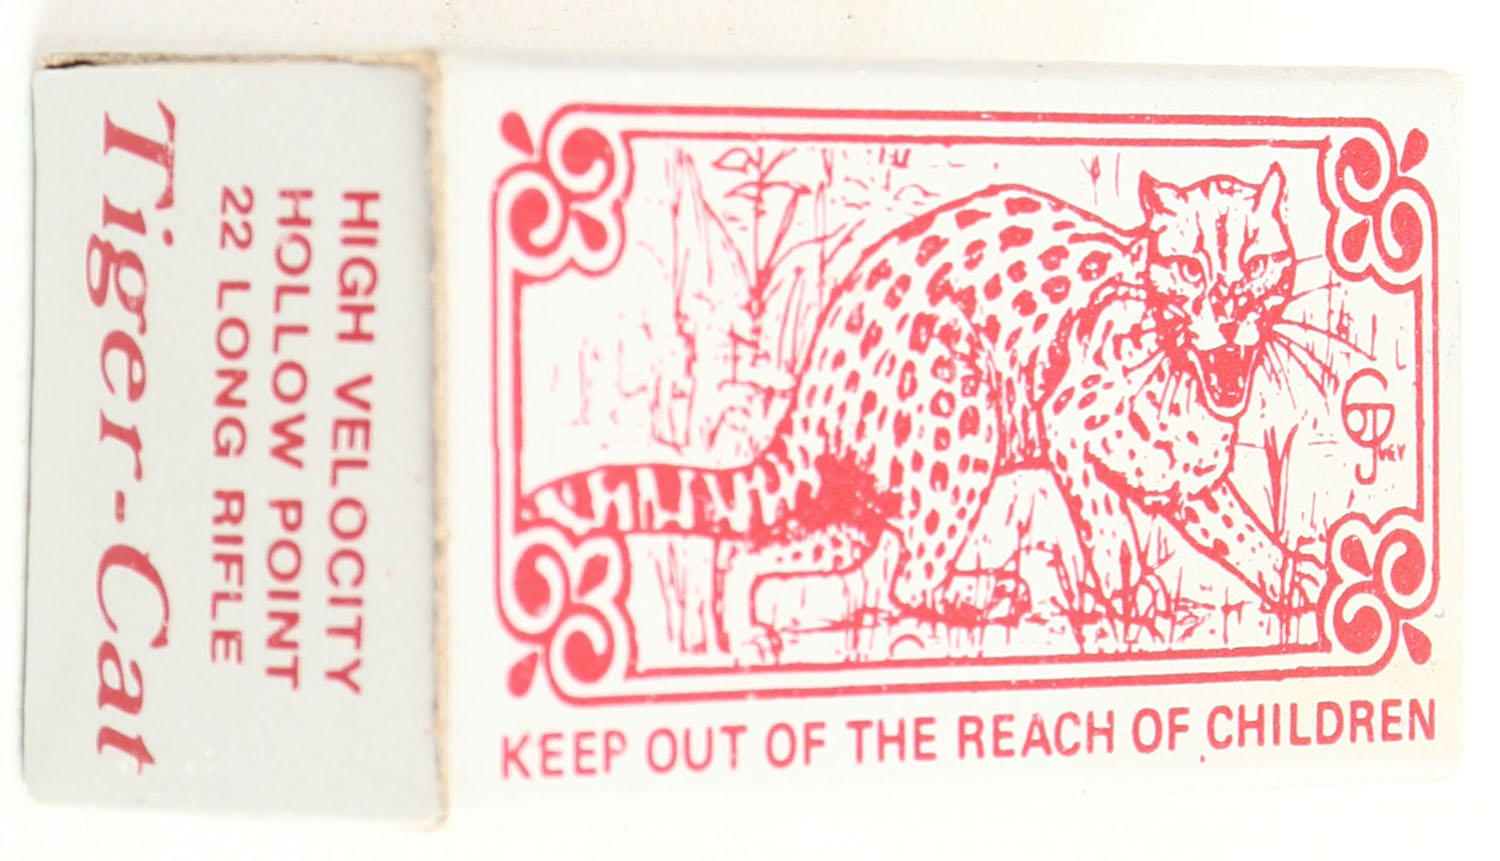 Tiger-Cat
22 LONG RIFLE
HOLLOW POINT
HIGH VELOCITY
KEEP OUT OF THE REACH OF CHILDREN